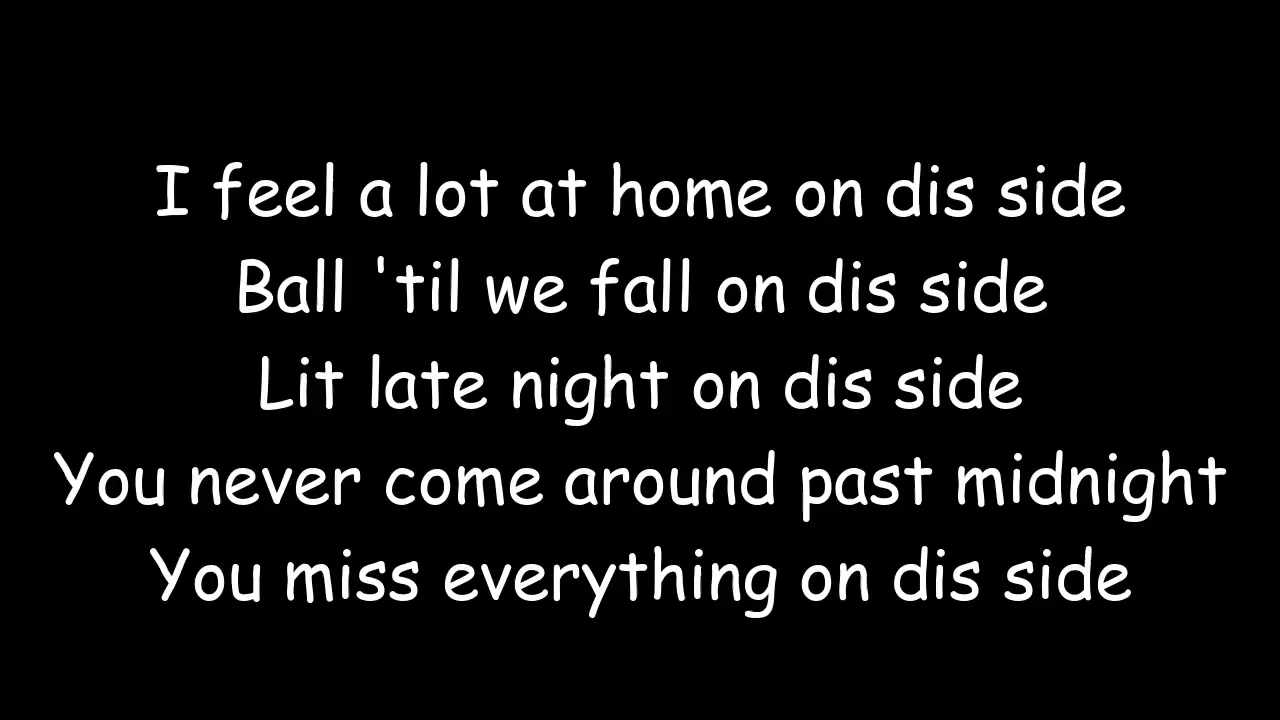 I feel a lot at home on dis side
Ball 'til we fall on dis side
Lit late night on dis side
You never come around past midnight
You miss everything on dis side